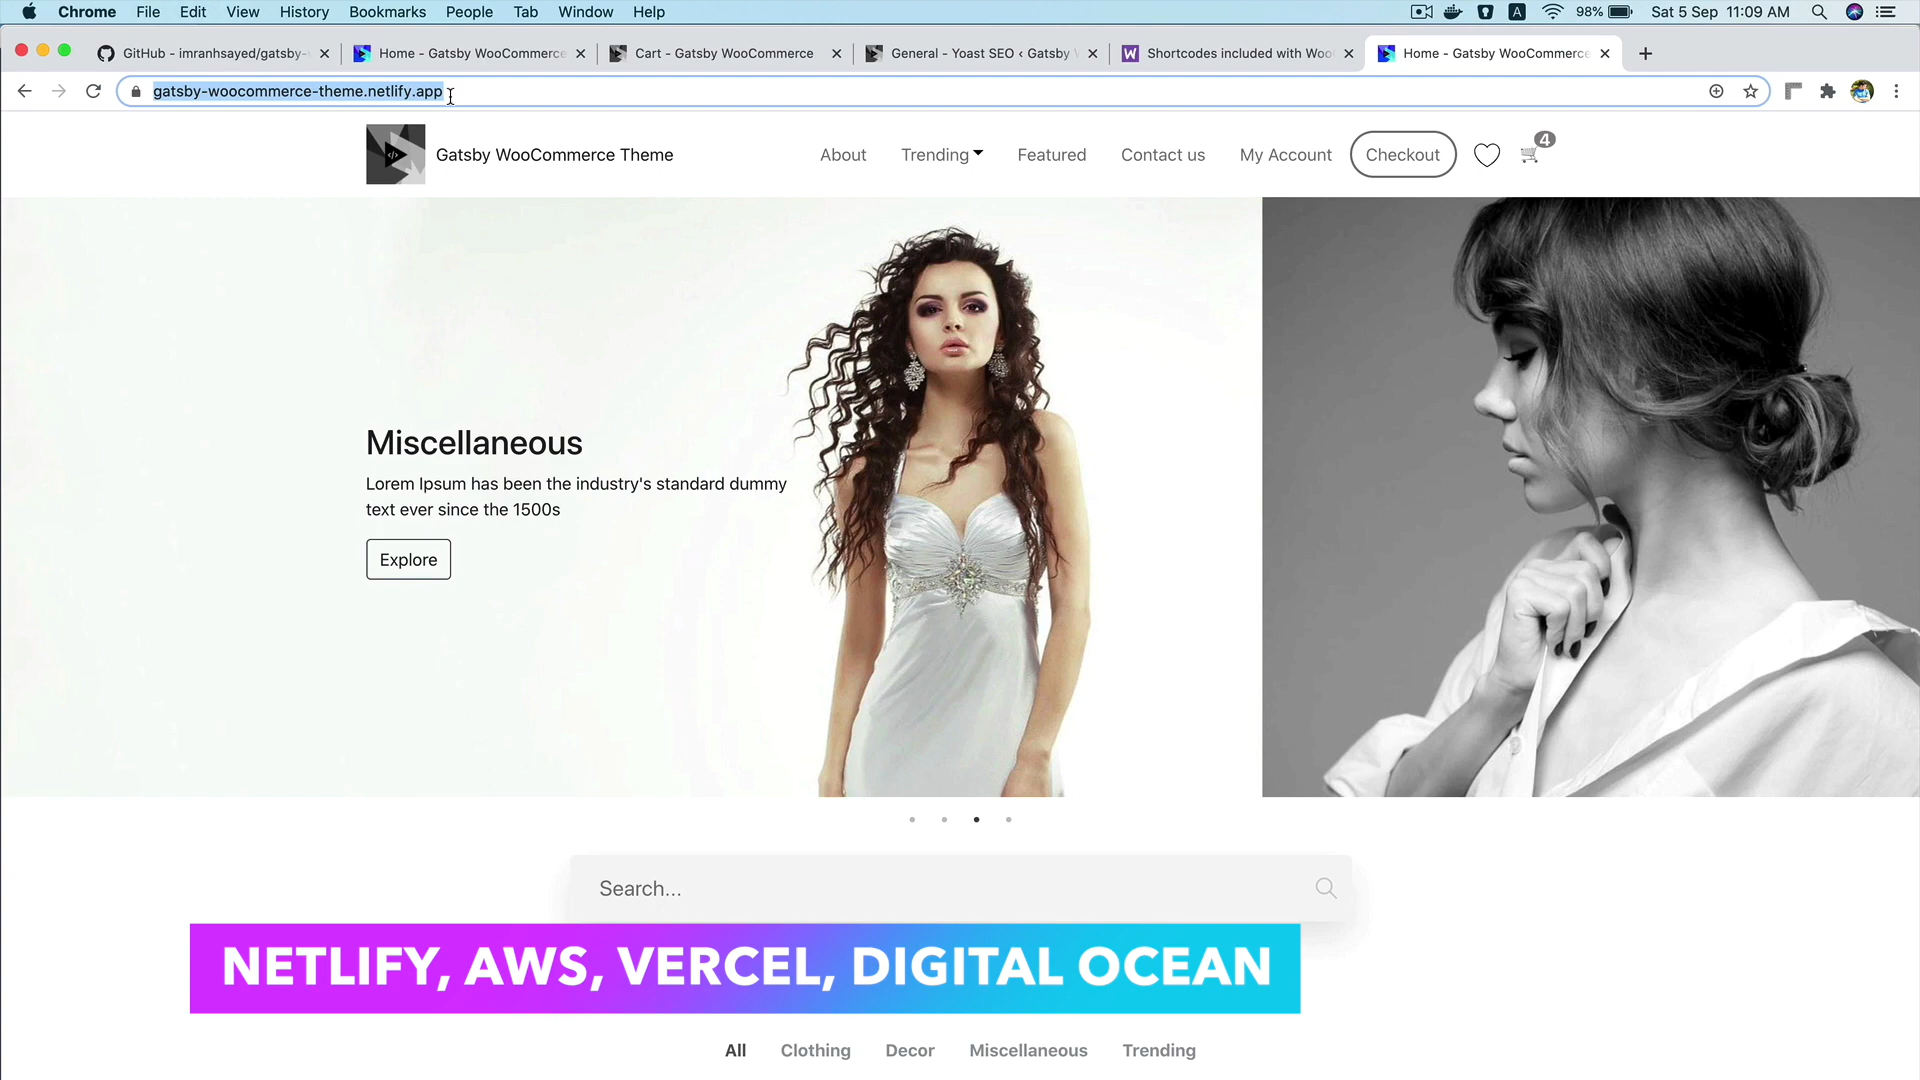 Chrome File Edit View History Bookmarks People Tab Window Help
A 98% Sat 5 Sep 11:09 AM
GitHub - imranhsayed/gatsby-
Home - Gatsby WooCommerce
Cart - Gatsby WooCommerce
General - Yoast SEO ‹ Gatsby
W Shortcodes included with Woo
Home - Gatsby WooCommerce
gatsby-woocommerce-theme.netlify.app
Gatsby WooCommerce Theme
About Trending Featured Contact us My Account Checkout 4
Miscellaneous
Lorem Ipsum has been the industry's standard dummy
text ever since the 1500s
Explore
Search...
NETLIFY, AWS, VERCEL, DIGITAL OCEAN
All Clothing Decor Miscellaneous Trending